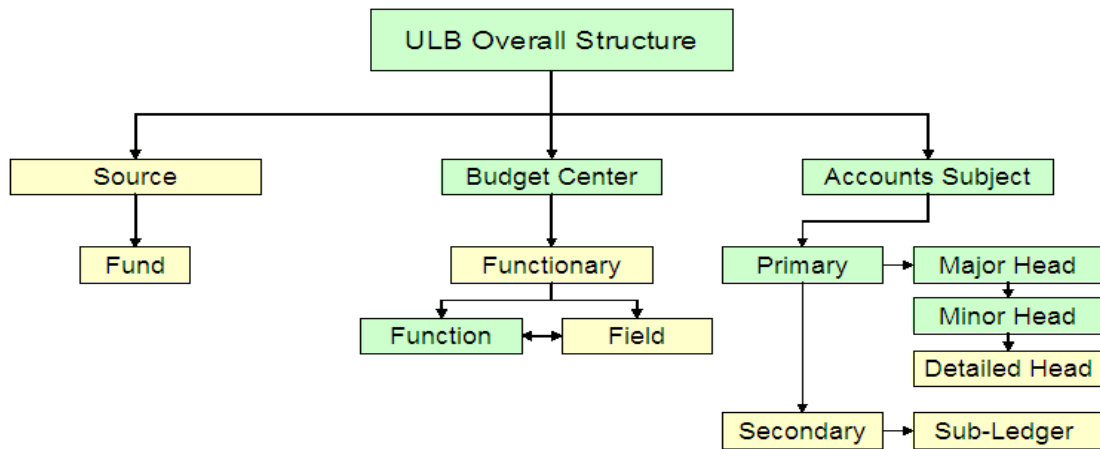 ULB Overall Structure
Source
Budget Center
Accounts Subject
Fund
Functionary
Primary
Major Head
Function
Field
Minor Head
Detailed Head
Secondary
Sub-Ledger